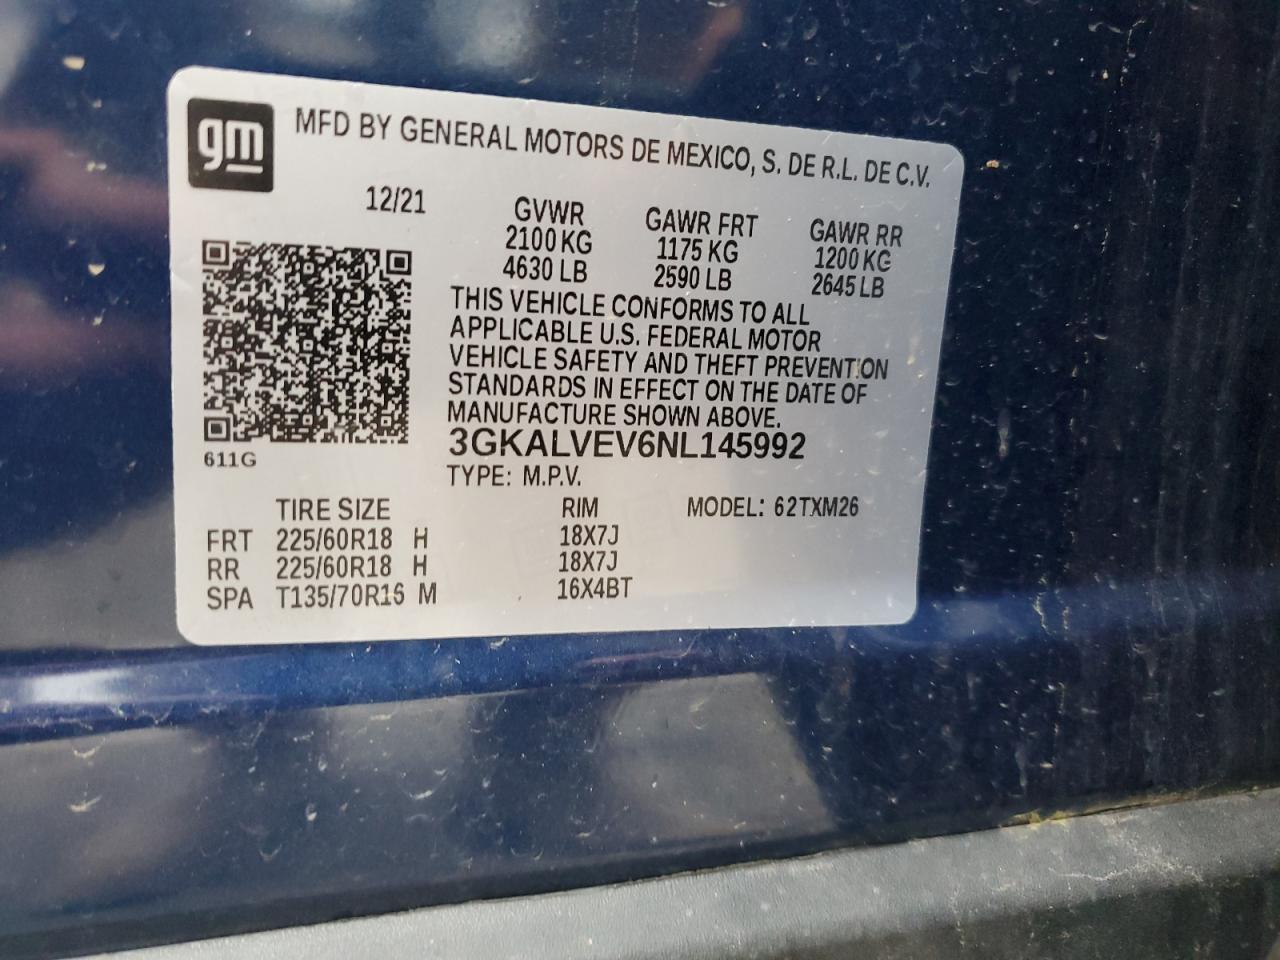 gm
MFD BY GENERAL MOTORS DE MEXICO, S. DE R.L. DE C.V.
12/21
GVWR GAWR FRT GAWR RR
2100 KG 1175 KG 1200 KG
4630 LB 2590 LB 2645 LB
THIS VEHICLE CONFORMS TO ALL
APPLICABLE U.S. FEDERAL MOTOR
VEHICLE SAFETY AND THEFT PREVENTION
STANDARDS IN EFFECT ON THE DATE OF
MANUFACTURE SHOWN ABOVE.
3GKALVEV6NL145992
611G
TYPE: M.P.V.
TIRE SIZE RIM MODEL: 62TXM26
FRT 225/60R18 H 18X7J
RR 225/60R18 H 18X7J
SPA T135/70R16 M 16X4BT